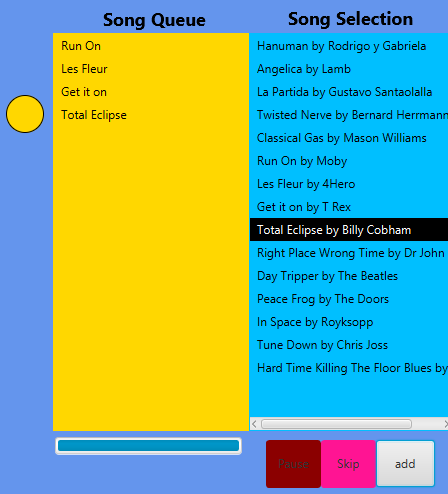 Song Queue
Run On
Les Fleur
Get it on
Total Eclipse
Song Selection
Hanuman by Rodrigo y Gabriela
Angelica by Lamb
La Partida by Gustavo Santaolalla
Twisted Nerve by Bernard Herrmann
Classical Gas by Mason Williams
Run On by Moby
Les Fleur by 4Hero
Get it on by T Rex
Total Eclipse by Billy Cobham
Right Place Wrong Time by Dr John
Day Tripper by The Beatles
Peace Frog by The Doors
In Space by Royksopp
Tune Down by Chris Joss
Hard Time Killing The Floor Blues by
Pause
Skip
add